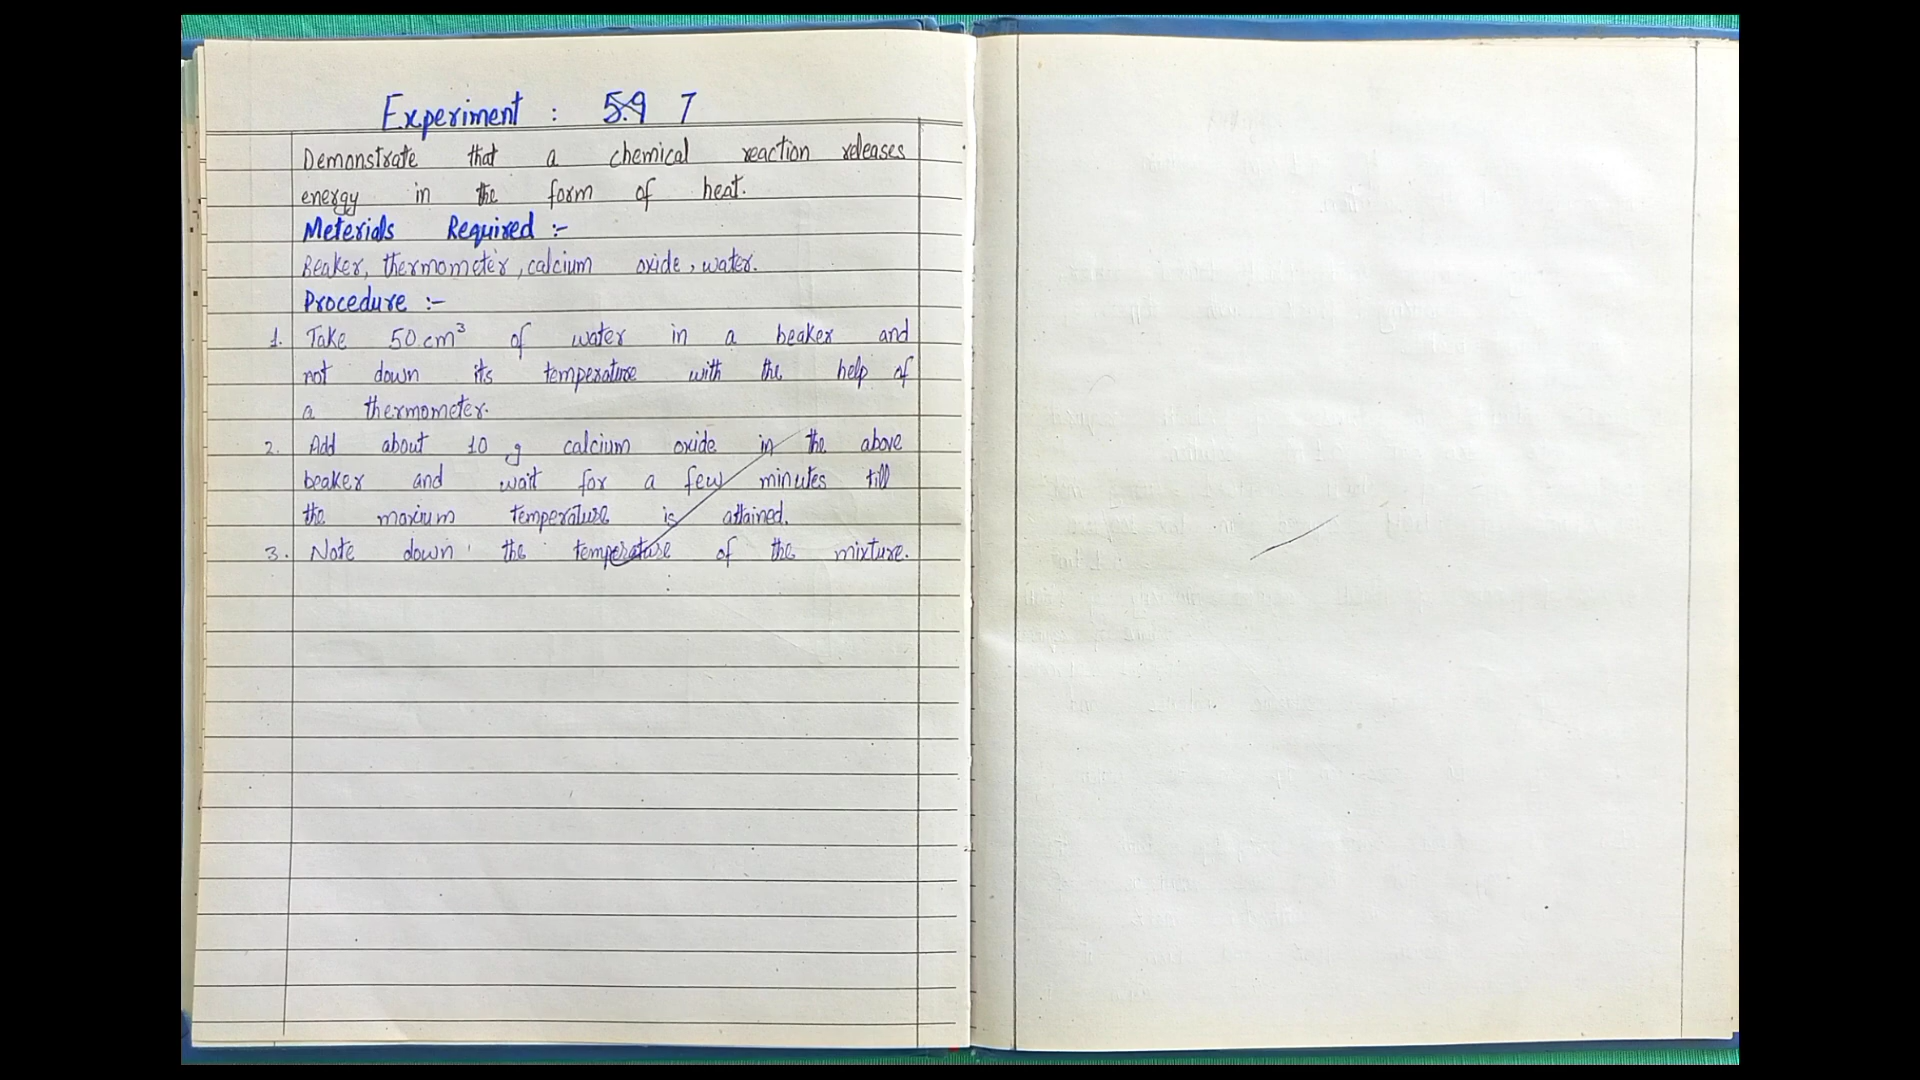 Experiment : 5.9 7
Demonstrate that a chemical reaction releases
energy in the form of heat.
Meterials Required :-
Beaker, thermometer, calcium oxide, water.
Procedure :-
1. Take 50 cm³ of water in a beaker and
not down its temperature with the help of
a thermometer.
2. Add about 10 g calcium oxide in the above
beaker and wait for a few minutes till
the maxium temperature is attained.
3. Note down the temperature of the mixture.